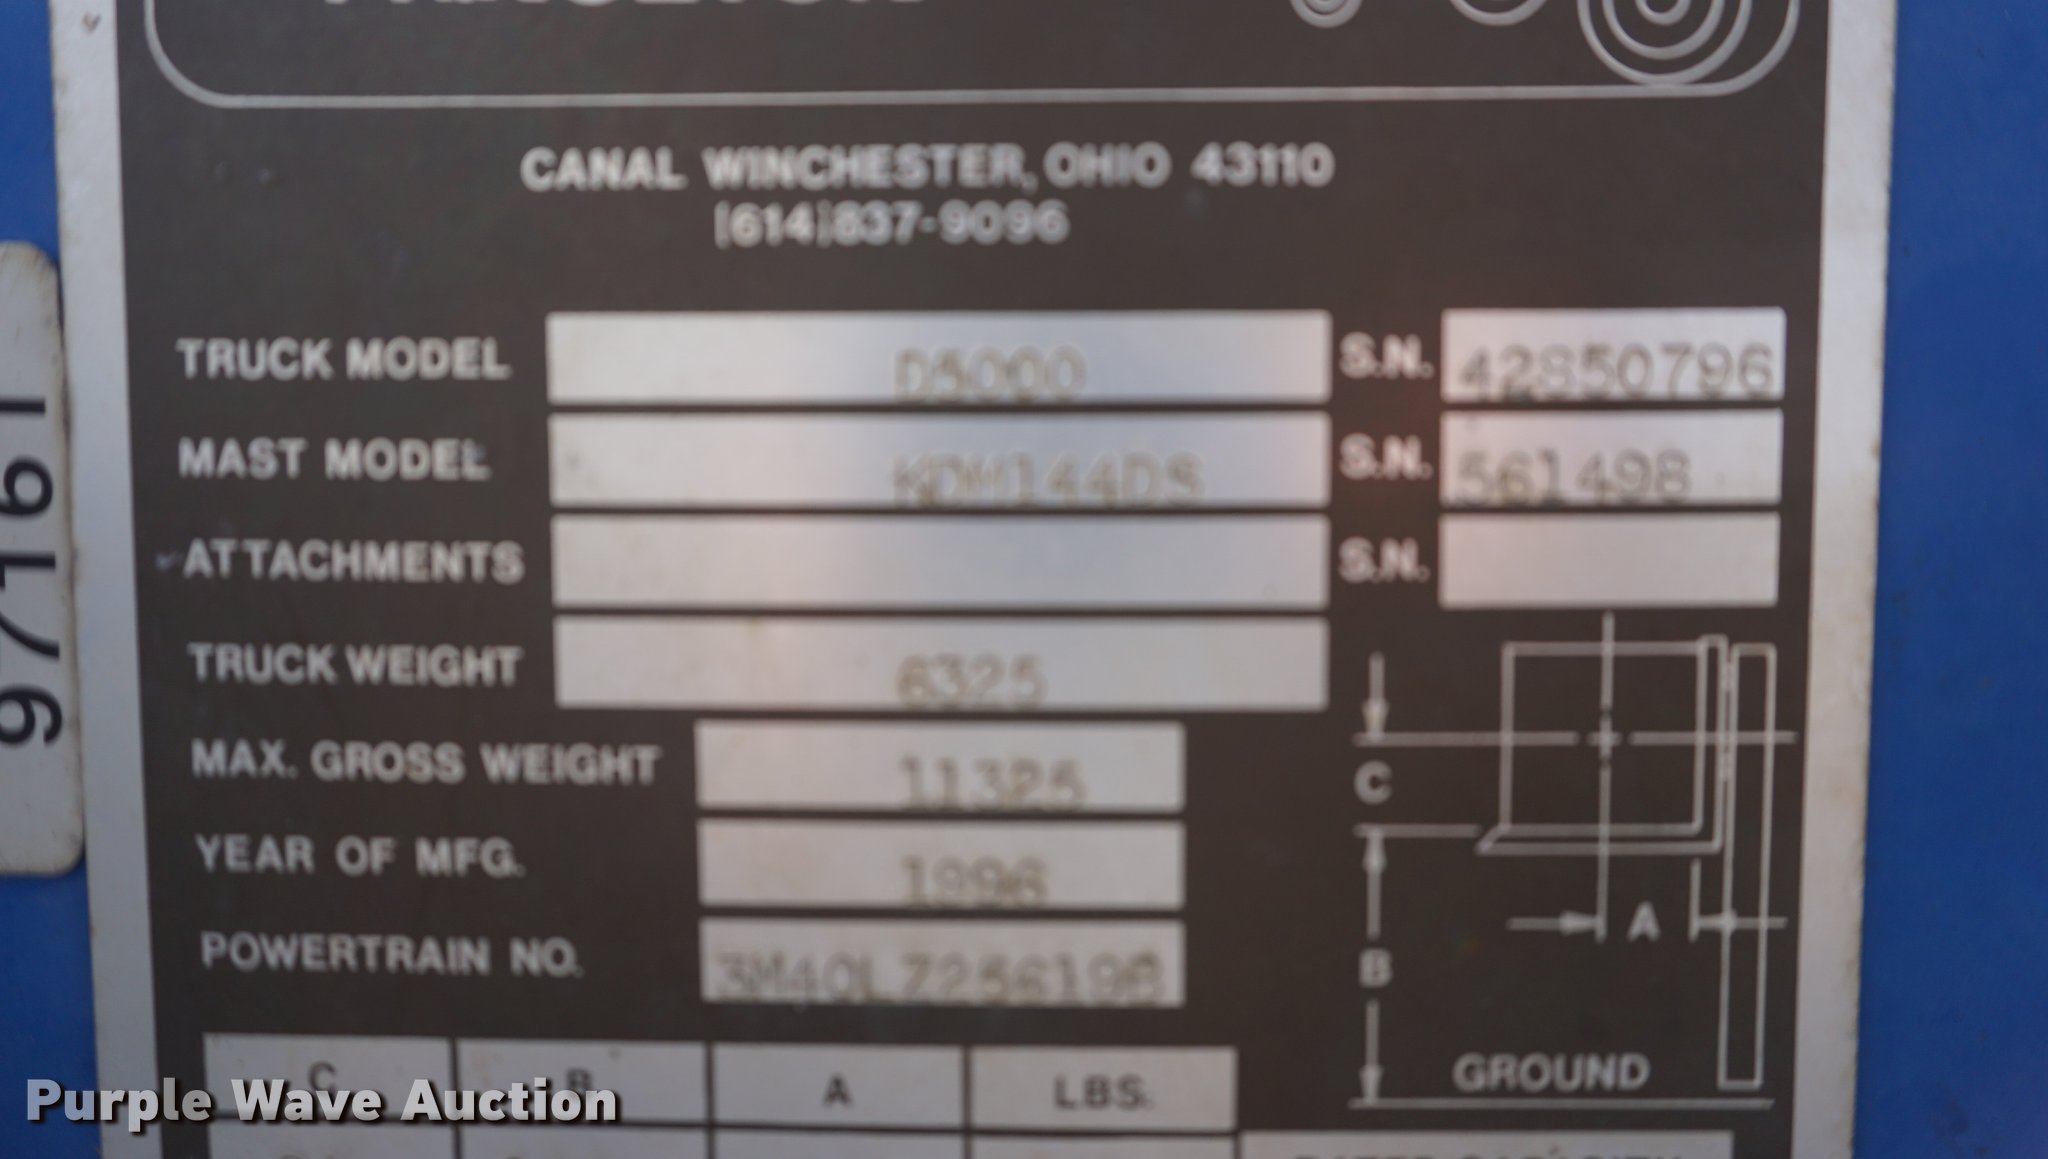 PRINCETON
CANAL WINCHESTER, OHIO 43110
(614)837-9096
TRUCK MODEL D5000 S.N. 42850796
MAST MODEL KDM144DS S.N. 561498
ATTACHMENTS S.N.
TRUCK WEIGHT 6325
MAX. GROSS WEIGHT 11325
YEAR OF MFG. 1996
POWERTRAIN NO.
C B A LBS.
C
A
B
GROUND
97161
Purple Wave Auction